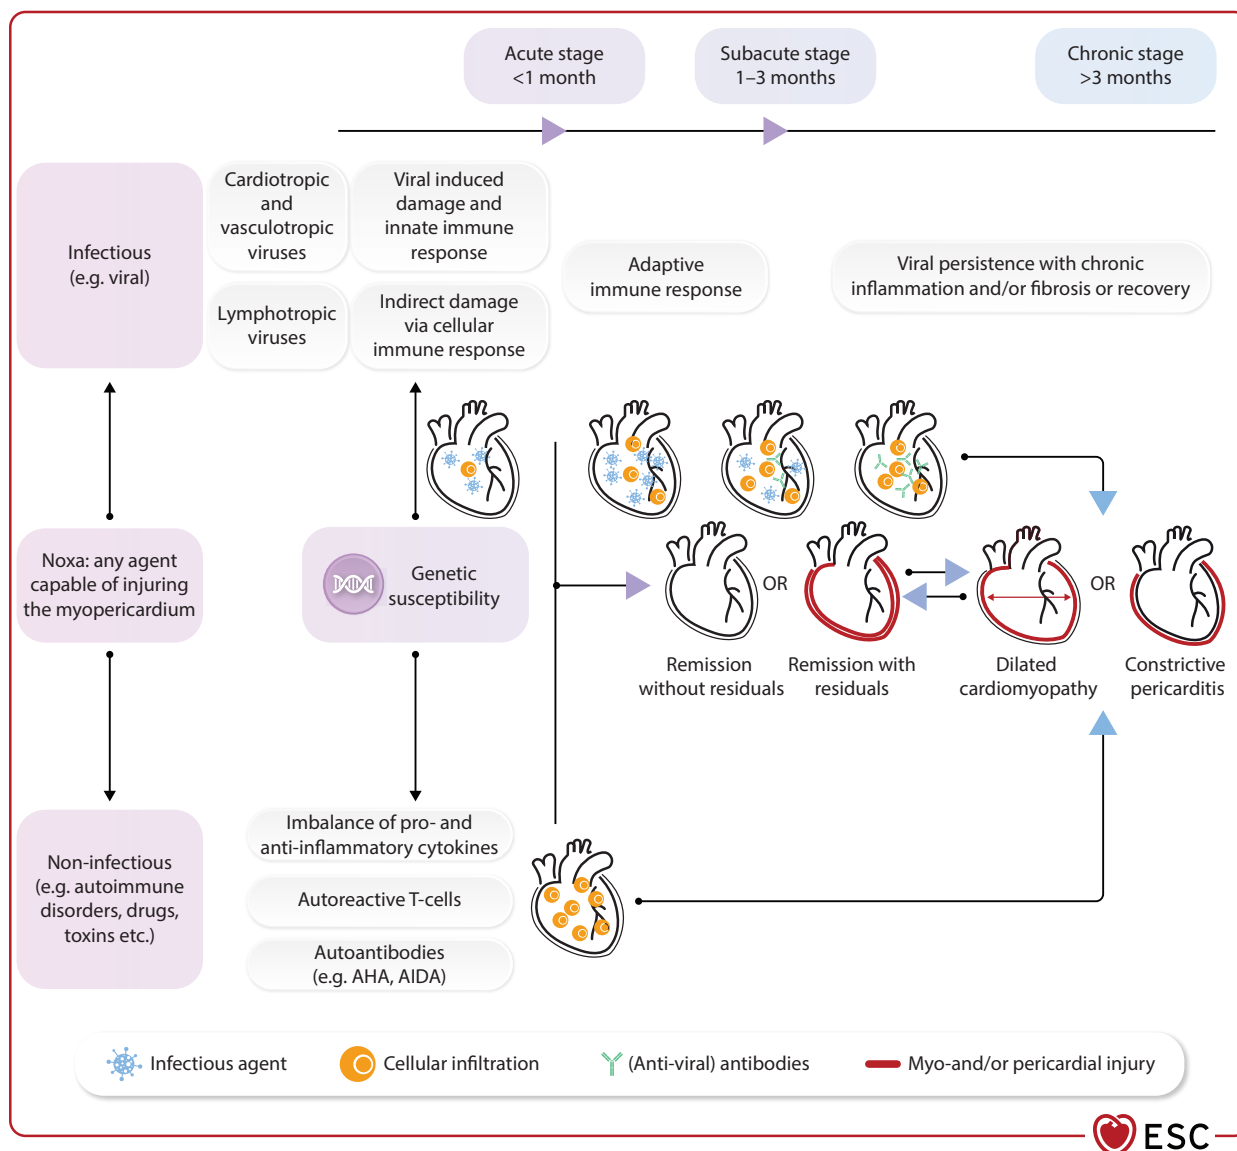 Acute stage
<1 month
Subacute stage
1–3 months
Chronic stage
>3 months
Infectious
(e.g. viral)
Cardiotropic
and
vasculotropic
viruses
Viral induced
damage and
innate immune
response
Lymphotropic
viruses
Indirect damage
via cellular
immune response
Adaptive
immune response
Viral persistence with chronic
inflammation and/or fibrosis or recovery
Noxa: any agent
capable of injuring
the myopericardium
Genetic
susceptibility
OR
OR
Remission
without residuals
Remission with
residuals
Dilated
cardiomyopathy
Constrictive
pericarditis
Non-infectious
(e.g. autoimmune
disorders, drugs,
toxins etc.)
Imbalance of pro- and
anti-inflammatory cytokines
Autoreactive T-cells
Autoantibodies
(e.g. AHA, AIDA)
Infectious agent
Cellular infiltration
(Anti-viral) antibodies
Myo-and/or pericardial injury
ESC